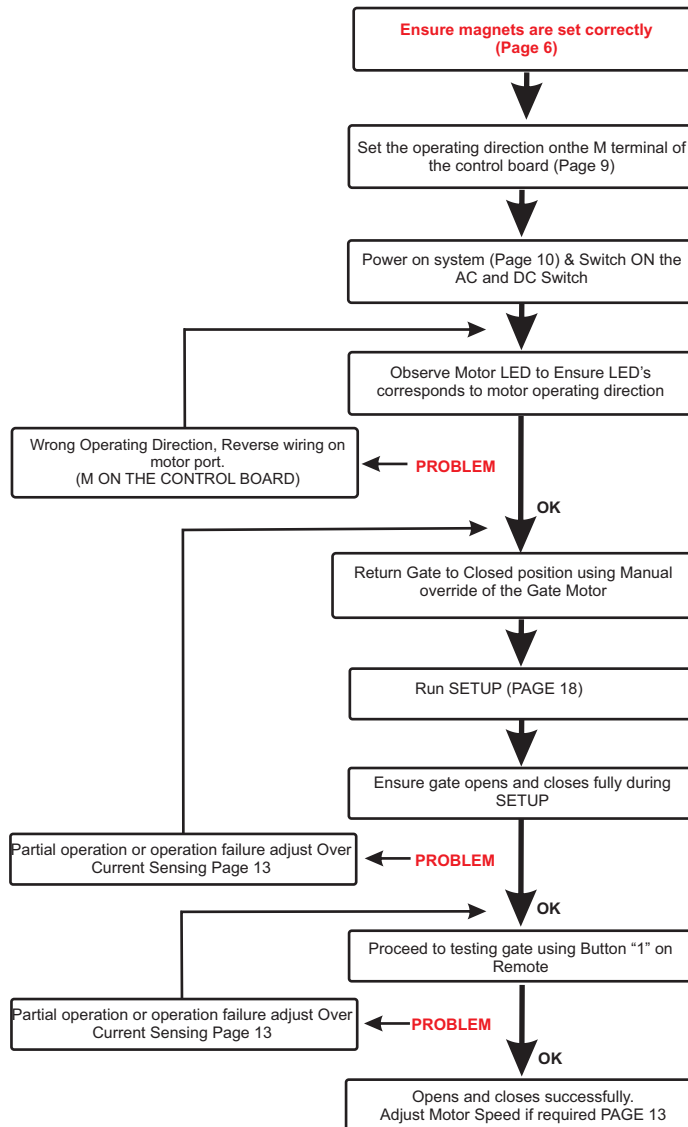 Ensure magnets are set correctly
(Page 6)
Set the operating direction onthe M terminal of
the control board (Page 9)
Power on system (Page 10) & Switch ON the
AC and DC Switch
Observe Motor LED to Ensure LED's
corresponds to motor operating direction
Wrong Operating Direction, Reverse wiring on
motor port.
(M ON THE CONTROL BOARD)
PROBLEM
OK
Return Gate to Closed position using Manual
override of the Gate Motor
Run SETUP (PAGE 18)
Ensure gate opens and closes fully during
SETUP
Partial operation or operation failure adjust Over
Current Sensing Page 13
PROBLEM
OK
Proceed to testing gate using Button “1” on
Remote
Partial operation or operation failure adjust Over
Current Sensing Page 13
PROBLEM
OK
Opens and closes successfully.
Adjust Motor Speed if required PAGE 13